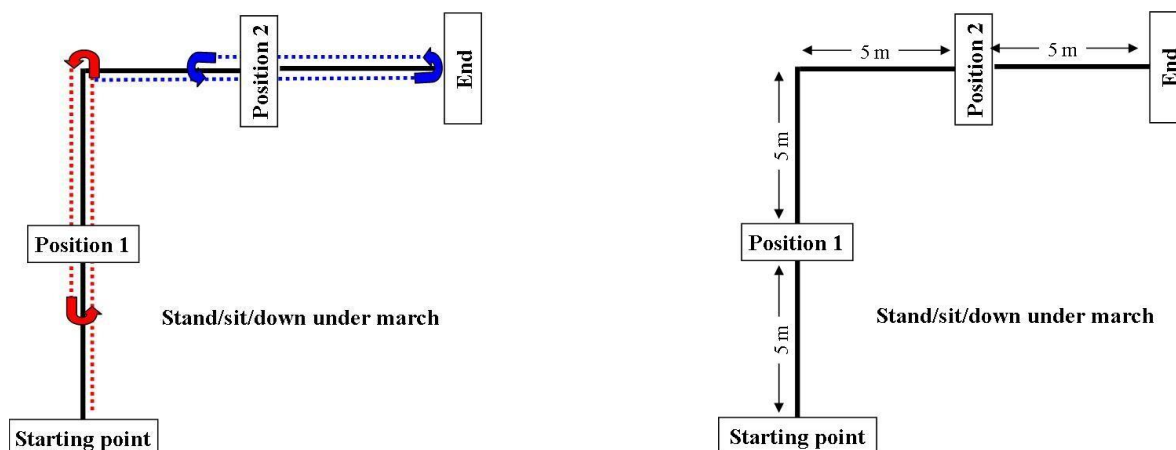 Position 2
End
Position 1
Stand/sit/down under march
Starting point
5 m
5 m
Position 2
End
5 m
Position 1
5 m
Stand/sit/down under march
Starting point